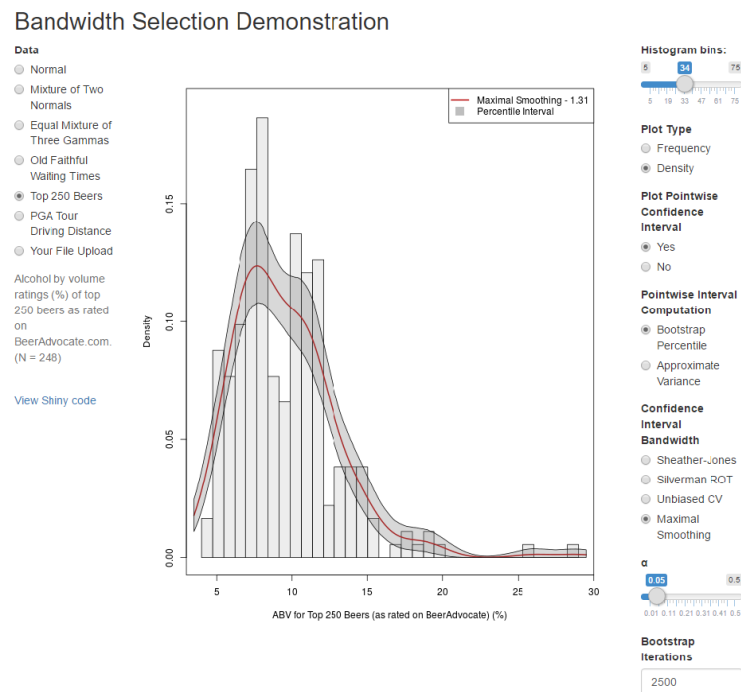 Bandwidth Selection Demonstration
Data
Normal
Mixture of Two
Normals
Equal Mixture of
Three Gammas
Old Faithful
Waiting Times
Top 250 Beers
PGA Tour
Driving Distance
Your File Upload
Alcohol by volume
ratings (%) of top
250 beers as rated
on
BeerAdvocate.com.
(N = 248)
View Shiny code
Maximal Smoothing - 1.31
Percentile Interval
Density
0.15
0.10
0.05
0.00
5 10 15 20 25 30
ABV for Top 250 Beers (as rated on BeerAdvocate) (%)
Histogram bins:
5 34 75
5 19 33 47 61 75
Plot Type
Frequency
Density
Plot Pointwise
Confidence
Interval
Yes
No
Pointwise Interval
Computation
Bootstrap
Percentile
Approximate
Variance
Confidence
Interval
Bandwidth
Sheather-Jones
Silverman ROT
Unbiased CV
Maximal
Smoothing
α
0.05 0.5
0.01 0.11 0.21 0.31 0.41 0.5
Bootstrap
Iterations
2500